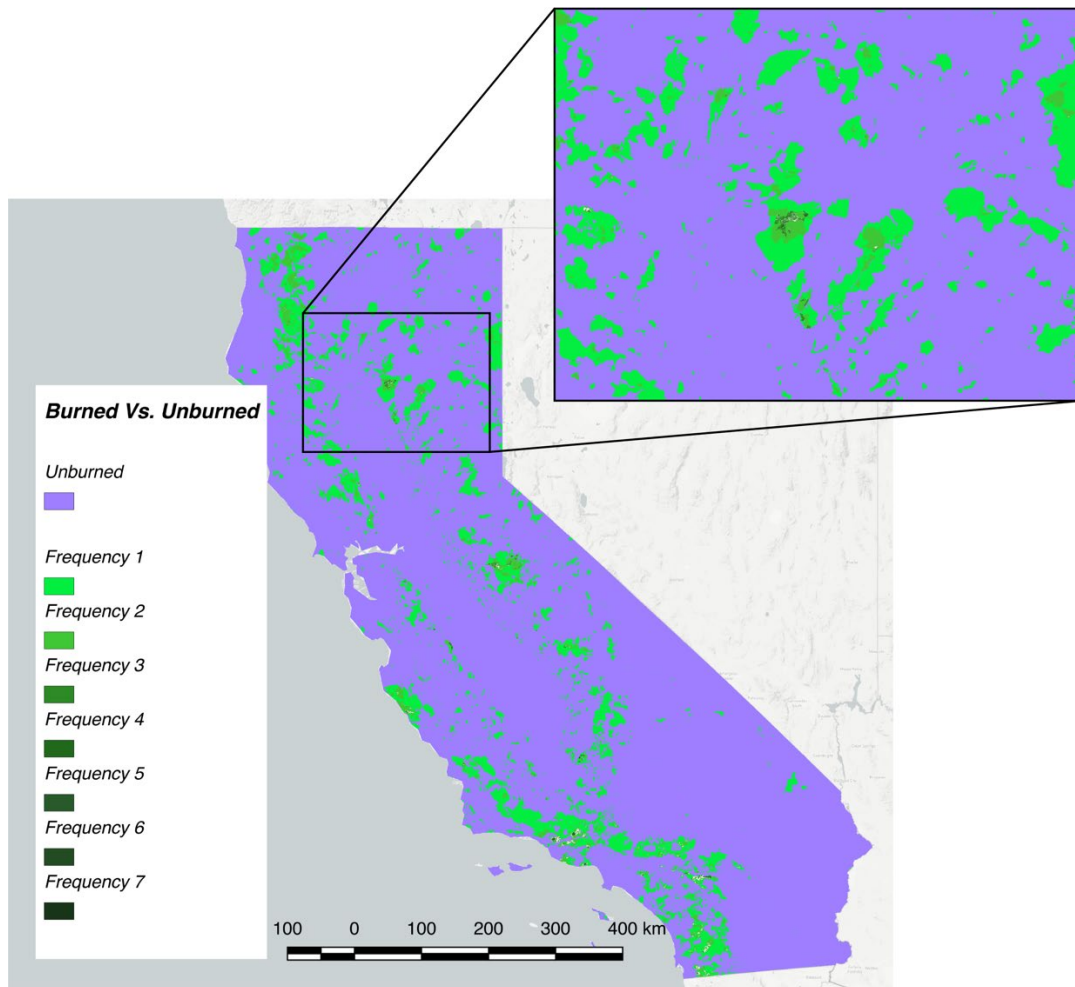 Burned Vs. Unburned
Unburned
Frequency 1
Frequency 2
Frequency 3
Frequency 4
Frequency 5
Frequency 6
Frequency 7
100 0 100 200 300 400 km